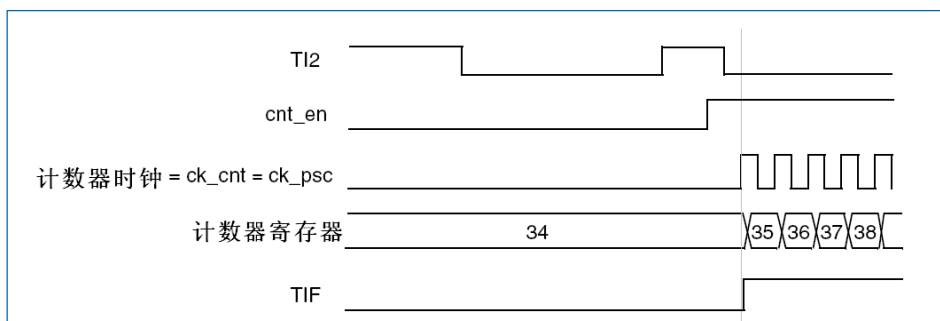 TI2
cnt_en
计数器时钟 = ck_cnt = ck_psc
计数器寄存器 34 35 36 37 38
TIF